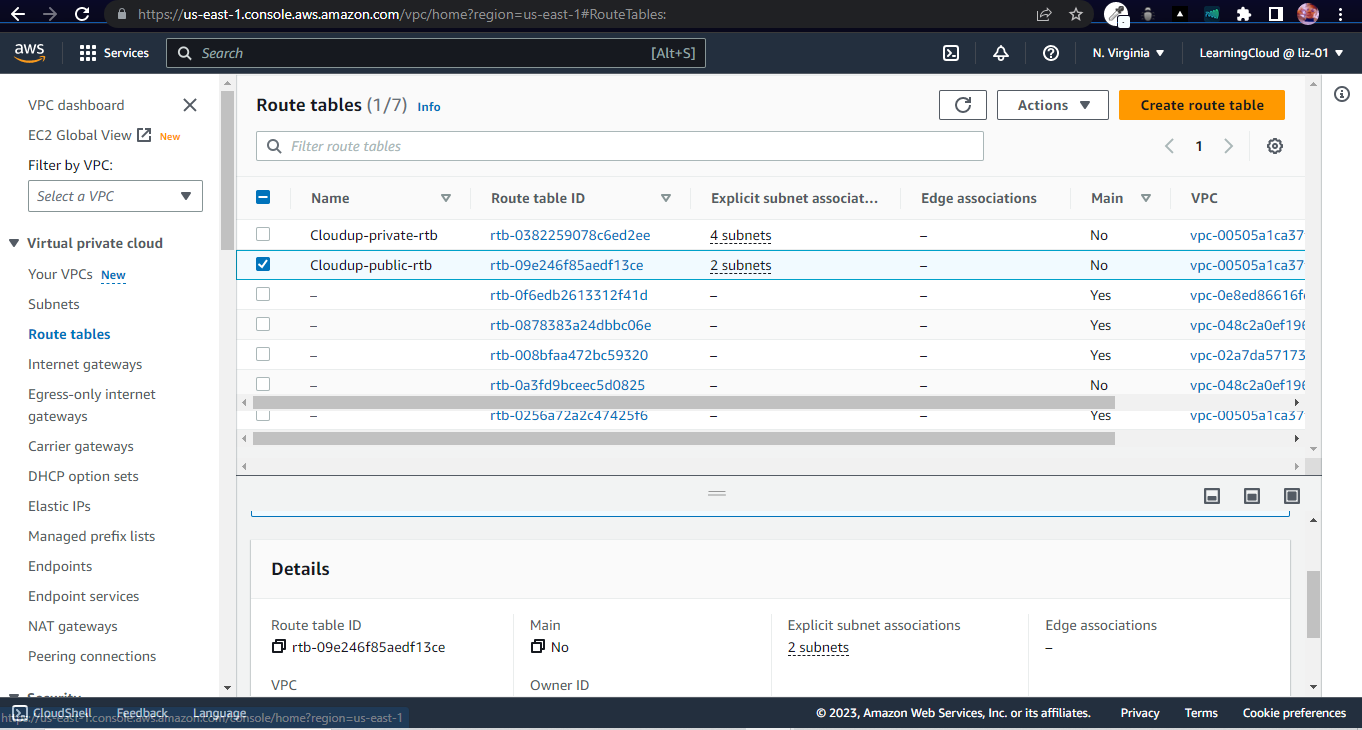 https://us-east-1.console.aws.amazon.com/vpc/home?region=us-east-1#RouteTables:
aws Services Search [Alt+S] N. Virginia LearningCloud @ liz-01
VPC dashboard
EC2 Global View New
Filter by VPC:
Select a VPC
Virtual private cloud
Your VPCs New
Subnets
Route tables
Internet gateways
Egress-only internet
gateways
Carrier gateways
DHCP option sets
Elastic IPs
Managed prefix lists
Endpoints
Endpoint services
NAT gateways
Peering connections
Security
Route tables (1/7) Info
Actions Create route table
Filter route tables
1
Name Route table ID Explicit subnet associat... Edge associations Main VPC
Cloudup-private-rtb rtb-0382259078c6ed2ee 4 subnets – No vpc-00505a1ca37
Cloudup-public-rtb rtb-09e246f85aedf13ce 2 subnets – No vpc-00505a1ca37
– rtb-0f6edb2613312f41d – – Yes vpc-0e8ed86616f
– rtb-0878383a24dbbc06e – – Yes vpc-048c2a0ef196
– rtb-008bfaa472bc59320 – – Yes vpc-02a7da57173
– rtb-0a3fd9bceec5d0825 – – No vpc-048c2a0ef196
– rtb-0256a72a2c47425f6 – – Yes vpc-00505a1ca37
Details
Route table ID Main Explicit subnet associations Edge associations
rtb-09e246f85aedf13ce No 2 subnets –
VPC Owner ID
CloudShell Feedback Language © 2023, Amazon Web Services, Inc. or its affiliates. Privacy Terms Cookie preferences
https://us-east-1.console.aws.amazon.com/console/home?region=us-east-1